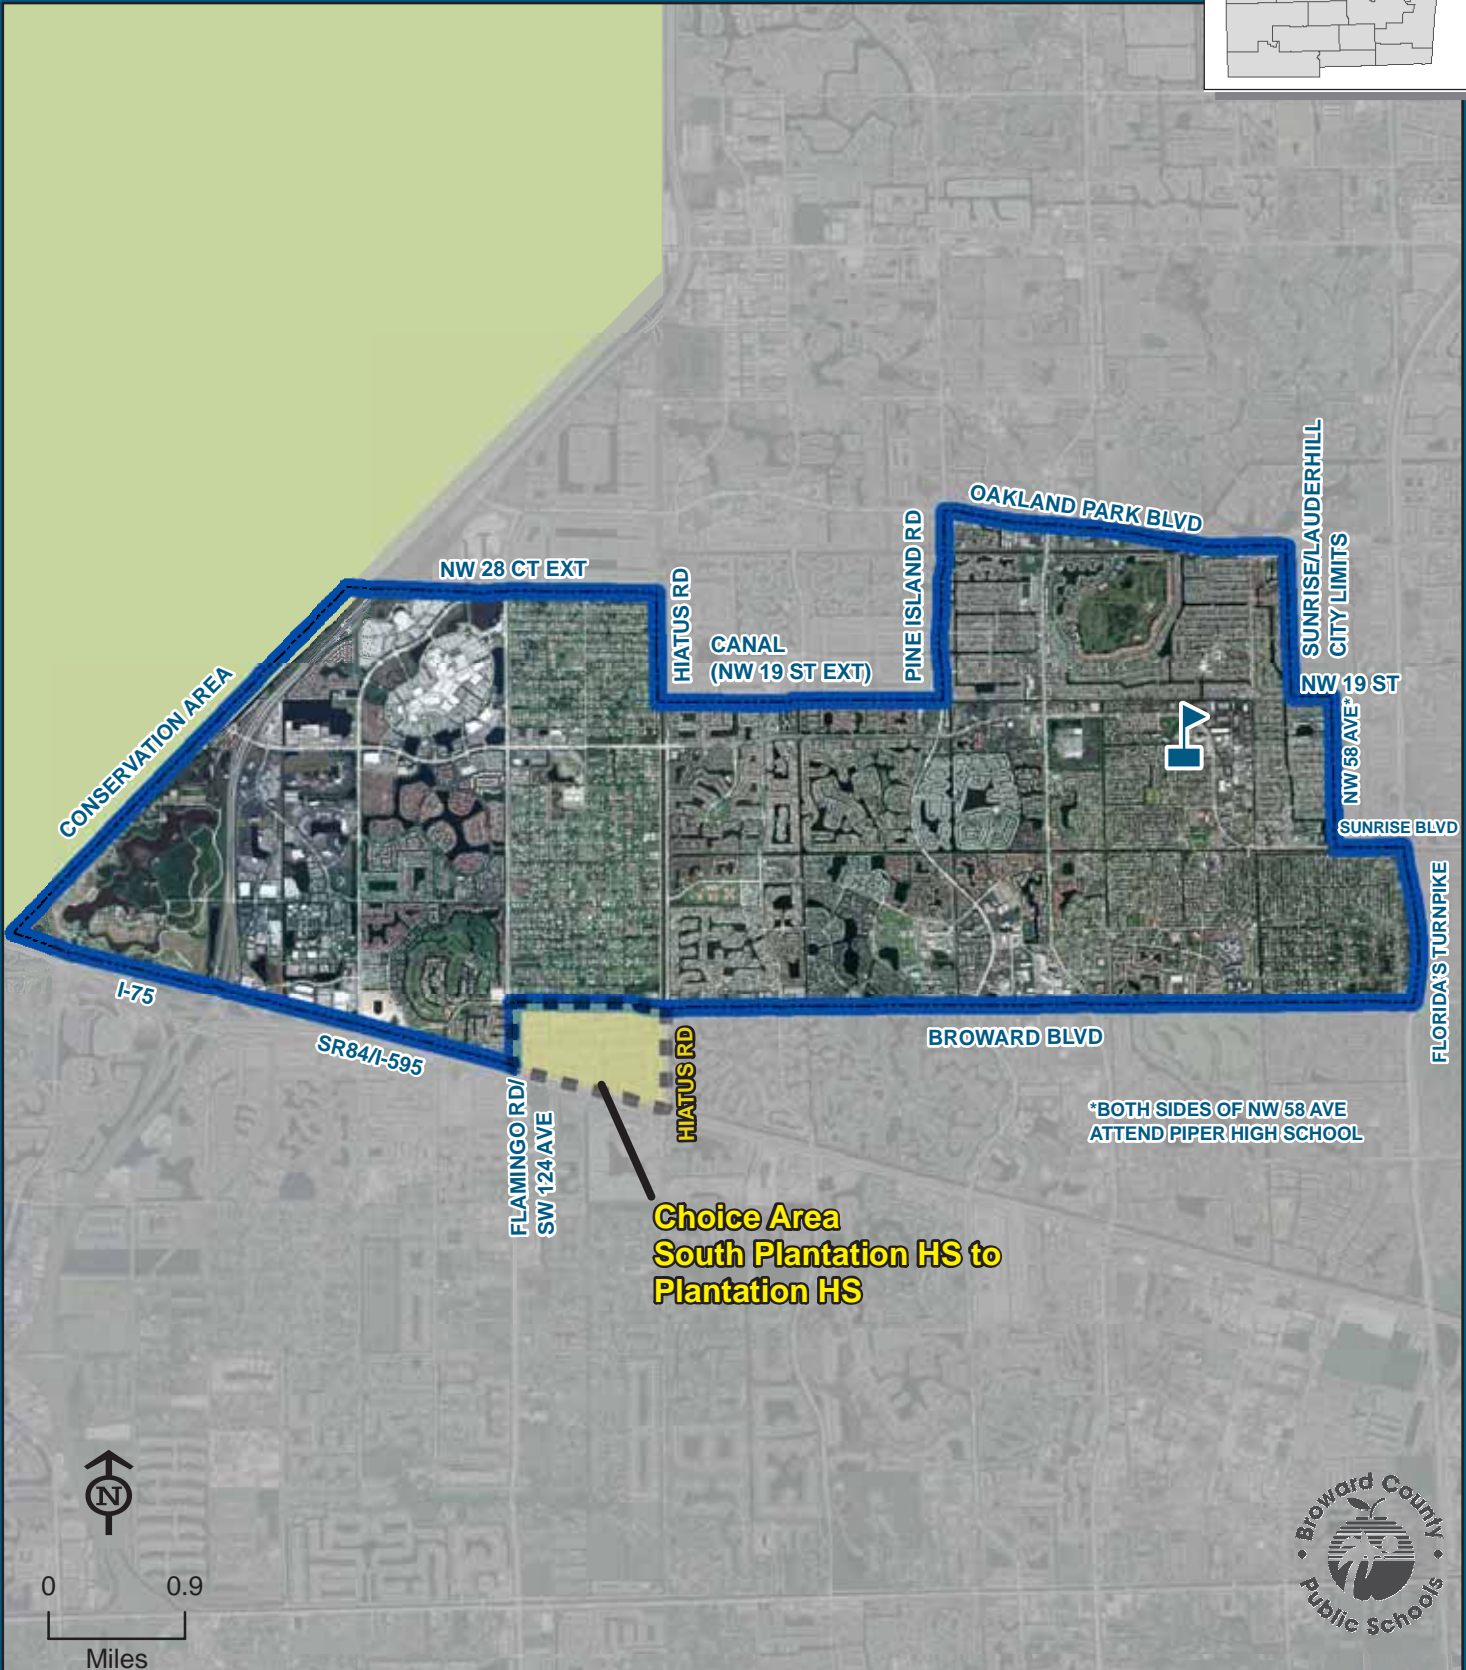 OAKLAND PARK BLVD
SUNRISE/LAUDERHILL
CITY LIMITS
PINE ISLAND RD
NW 28 CT EXT
HIATUS RD
CANAL
(NW 19 ST EXT)
NW 19 ST
NW 58 AVE*
CONSERVATION AREA
SUNRISE BLVD
FLORIDA'S TURNPIKE
I-75
SR84/I-595
BROWARD BLVD
HIATUS RD
FLAMINGO RD/
SW 124 AVE
*BOTH SIDES OF NW 58 AVE
ATTEND PIPER HIGH SCHOOL
Choice Area
South Plantation HS to
Plantation HS
N
0 0.9
Miles
Broward County
Public Schools